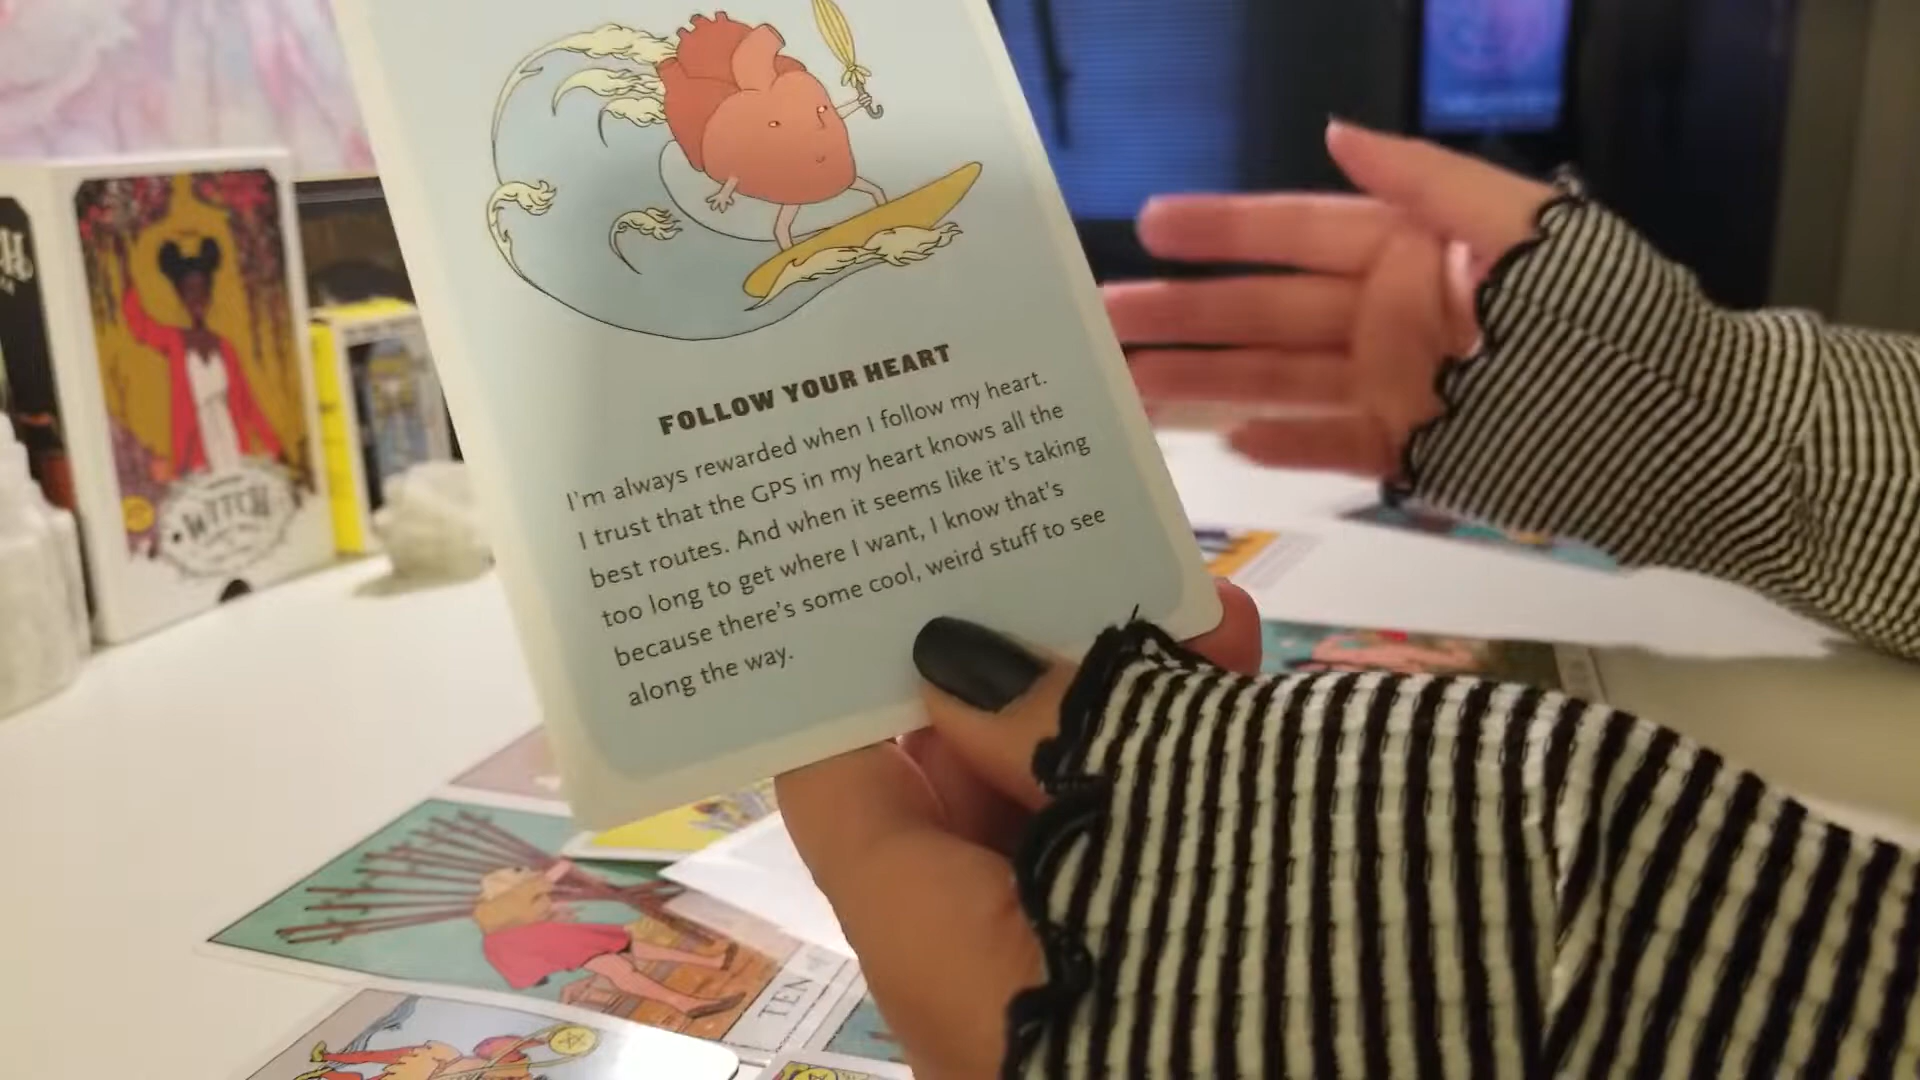 FOLLOW YOUR HEART
I'm always rewarded when I follow my heart.
I trust that the GPS in my heart knows all the
best routes. And when it seems like it's taking
too long to get where I want, I know that's
because there's some cool, weird stuff to see
along the way.
WITCH
TEN